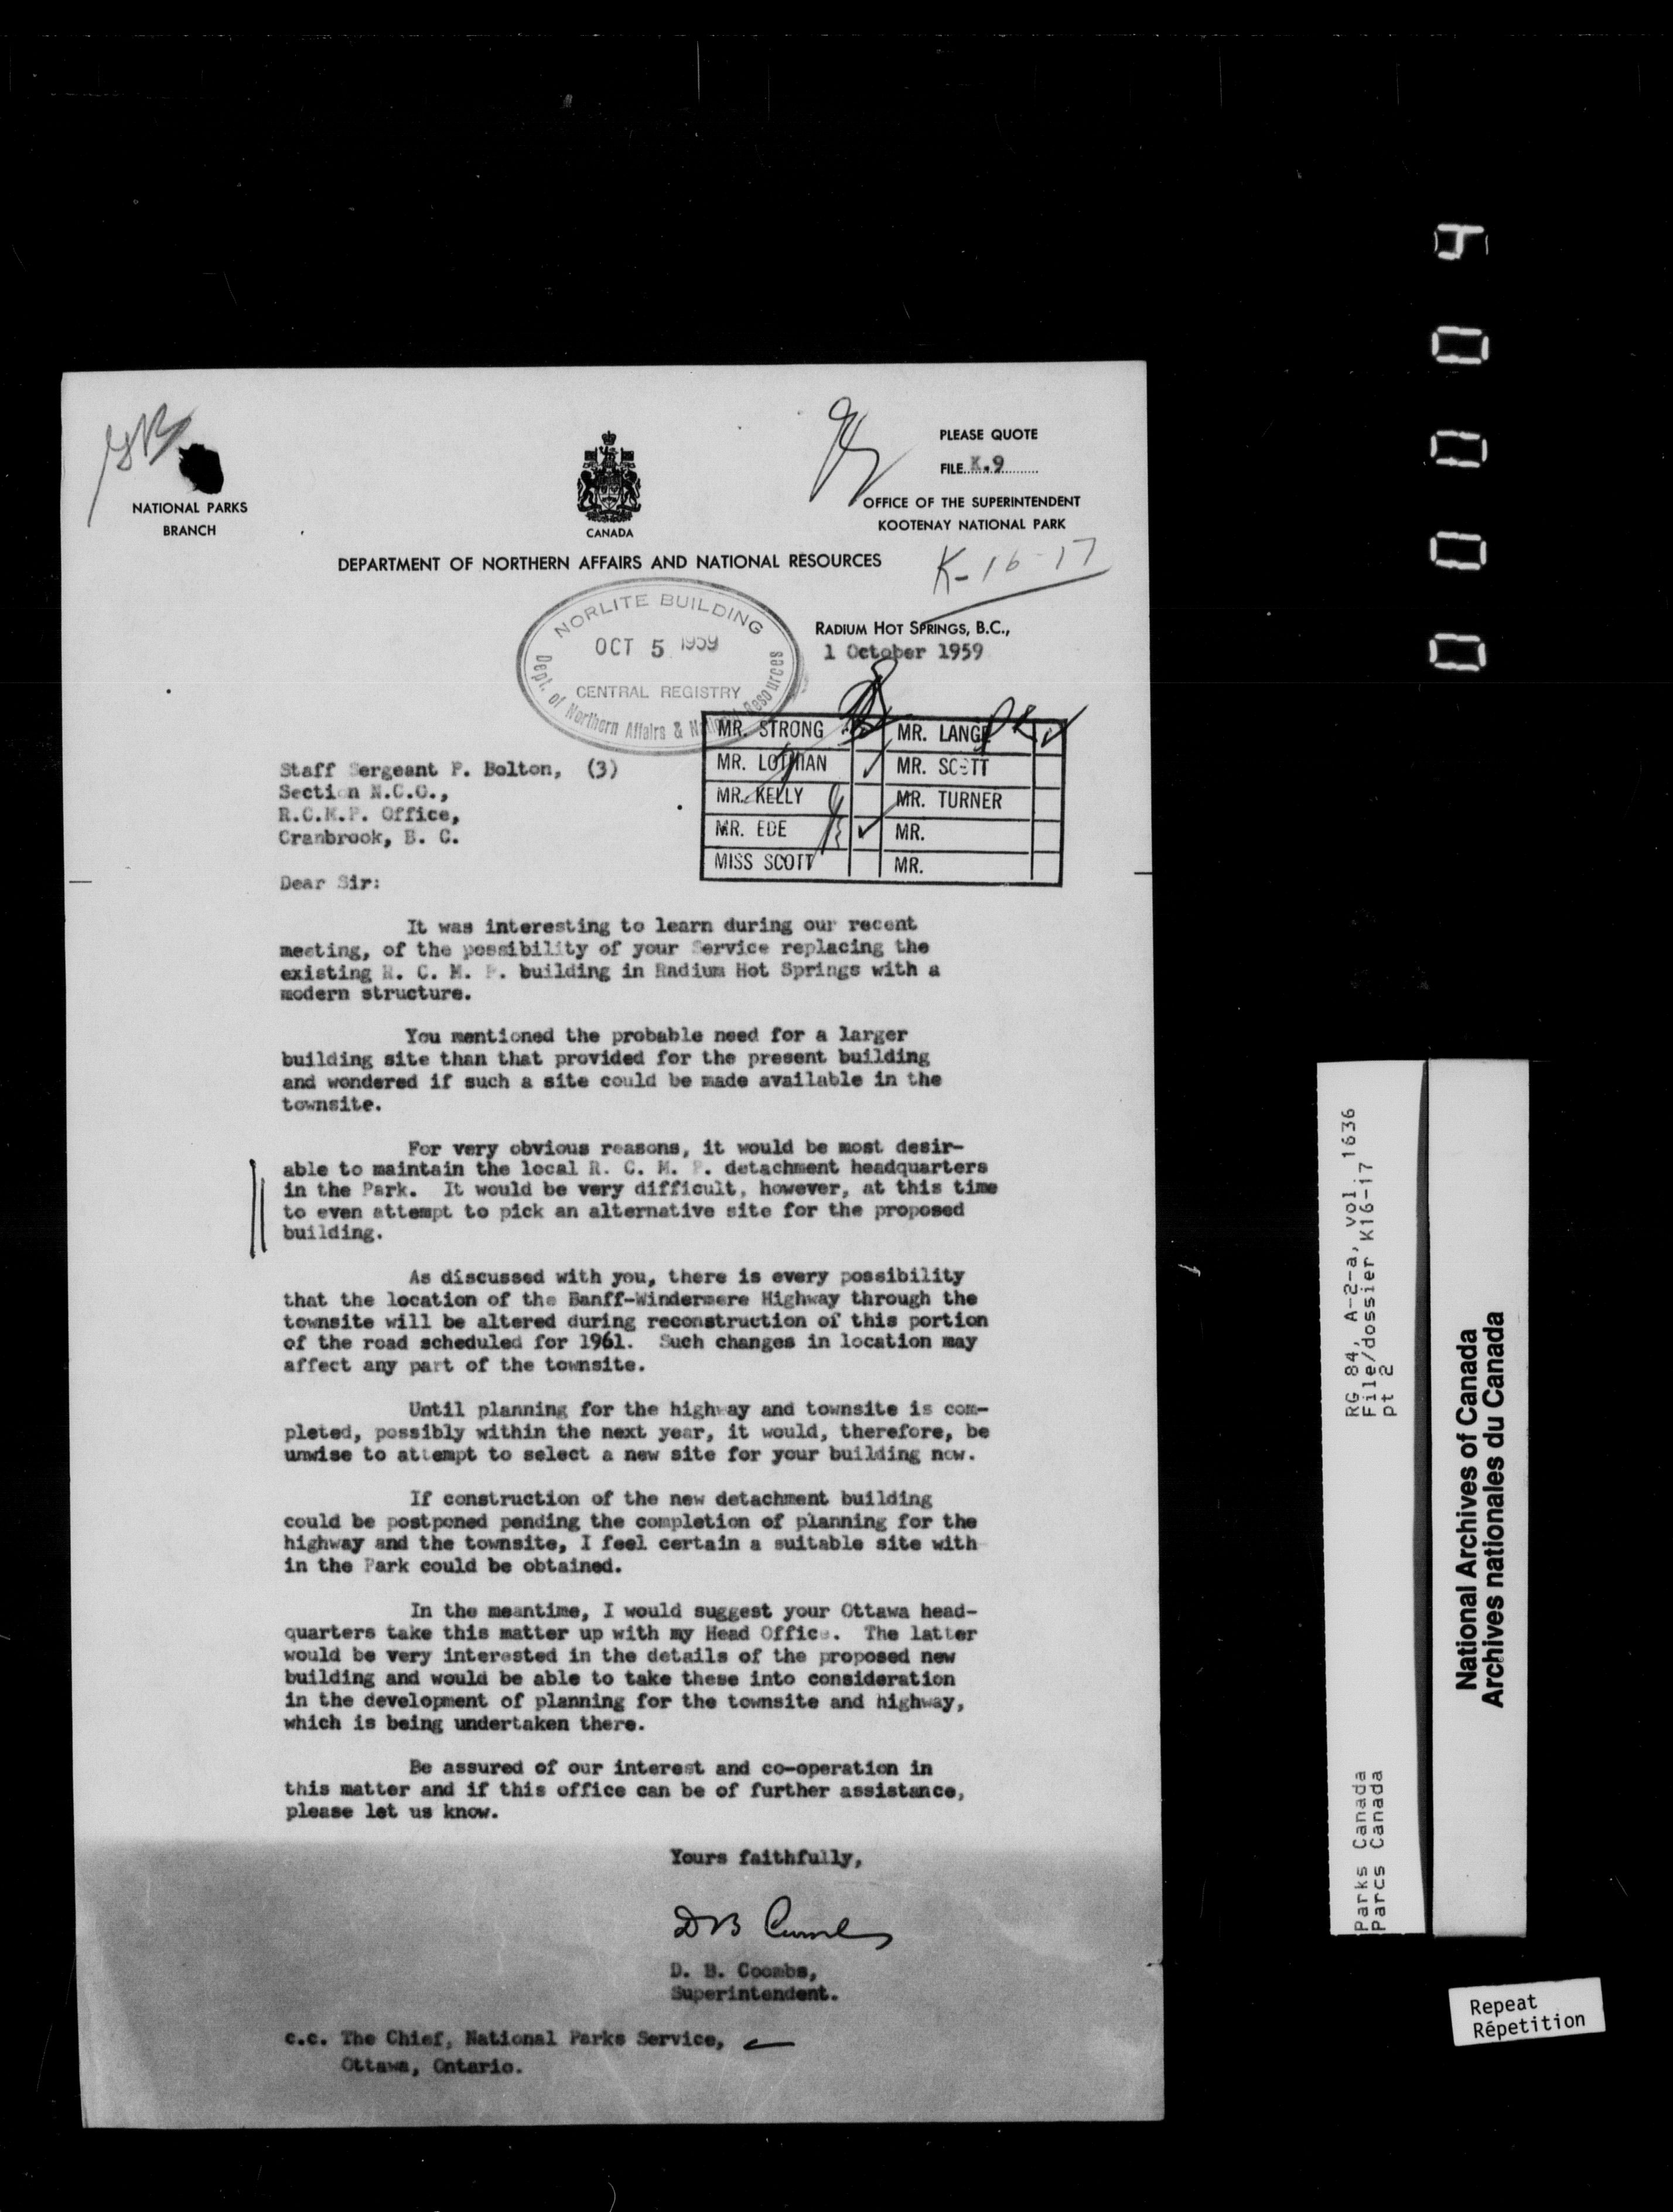 PLEASE QUOTE
FILE K.9
NATIONAL PARKS
BRANCH
CANADA
OFFICE OF THE SUPERINTENDENT
KOOTENAY NATIONAL PARK
DEPARTMENT OF NORTHERN AFFAIRS AND NATIONAL RESOURCES
K-16-17
NORLITE BUILDING
OCT 5 1959
CENTRAL REGISTRY
Dept. of Northern Affairs & National Resources
RADIUM HOT SPRINGS, B.C.,
1 October 1959
MR. STRONG MR. LANGE
MR. LOTHIAN MR. SCOTT
MR. KELLY MR. TURNER
MR. EDE MR.
MISS SCOTT MR.
Staff Sergeant P. Bolton, (3)
Section N.C.O.,
R.C.M.P. Office,
Cranbrook, B. C.
Dear Sir:
It was interesting to learn during our recent
meeting, of the possibility of your Service replacing the
existing R. C. M. P. building in Radium Hot Springs with a
modern structure.
You mentioned the probable need for a larger
building site than that provided for the present building
and wondered if such a site could be made available in the
townsite.
For very obvious reasons, it would be most desir-
able to maintain the local R. C. M. P. detachment headquarters
in the Park. It would be very difficult, however, at this time
to even attempt to pick an alternative site for the proposed
building.
As discussed with you, there is every possibility
that the location of the Banff-Windermere Highway through the
townsite will be altered during reconstruction of this portion
of the road scheduled for 1961. Such changes in location may
affect any part of the townsite.
Until planning for the highway and townsite is com-
pleted, possibly within the next year, it would, therefore, be
unwise to attempt to select a new site for your building now.
If construction of the new detachment building
could be postponed pending the completion of planning for the
highway and the townsite, I feel certain a suitable site with
in the Park could be obtained.
In the meantime, I would suggest your Ottawa head-
quarters take this matter up with my Head Office. The latter
would be very interested in the details of the proposed new
building and would be able to take these into consideration
in the development of planning for the townsite and highway,
which is being undertaken there.
Be assured of our interest and co-operation in
this matter and if this office can be of further assistance,
please let us know.
Yours faithfully,
D B Coombs
D. B. Coombs,
Superintendent.
c.c. The Chief, National Parks Service,
Ottawa, Ontario.
RG 84, A-2-a, vol. 1636
File/dossier K16-17
pt 2
Parks Canada
Parcs Canada
National Archives of Canada
Archives nationales du Canada
Repeat
Répetition